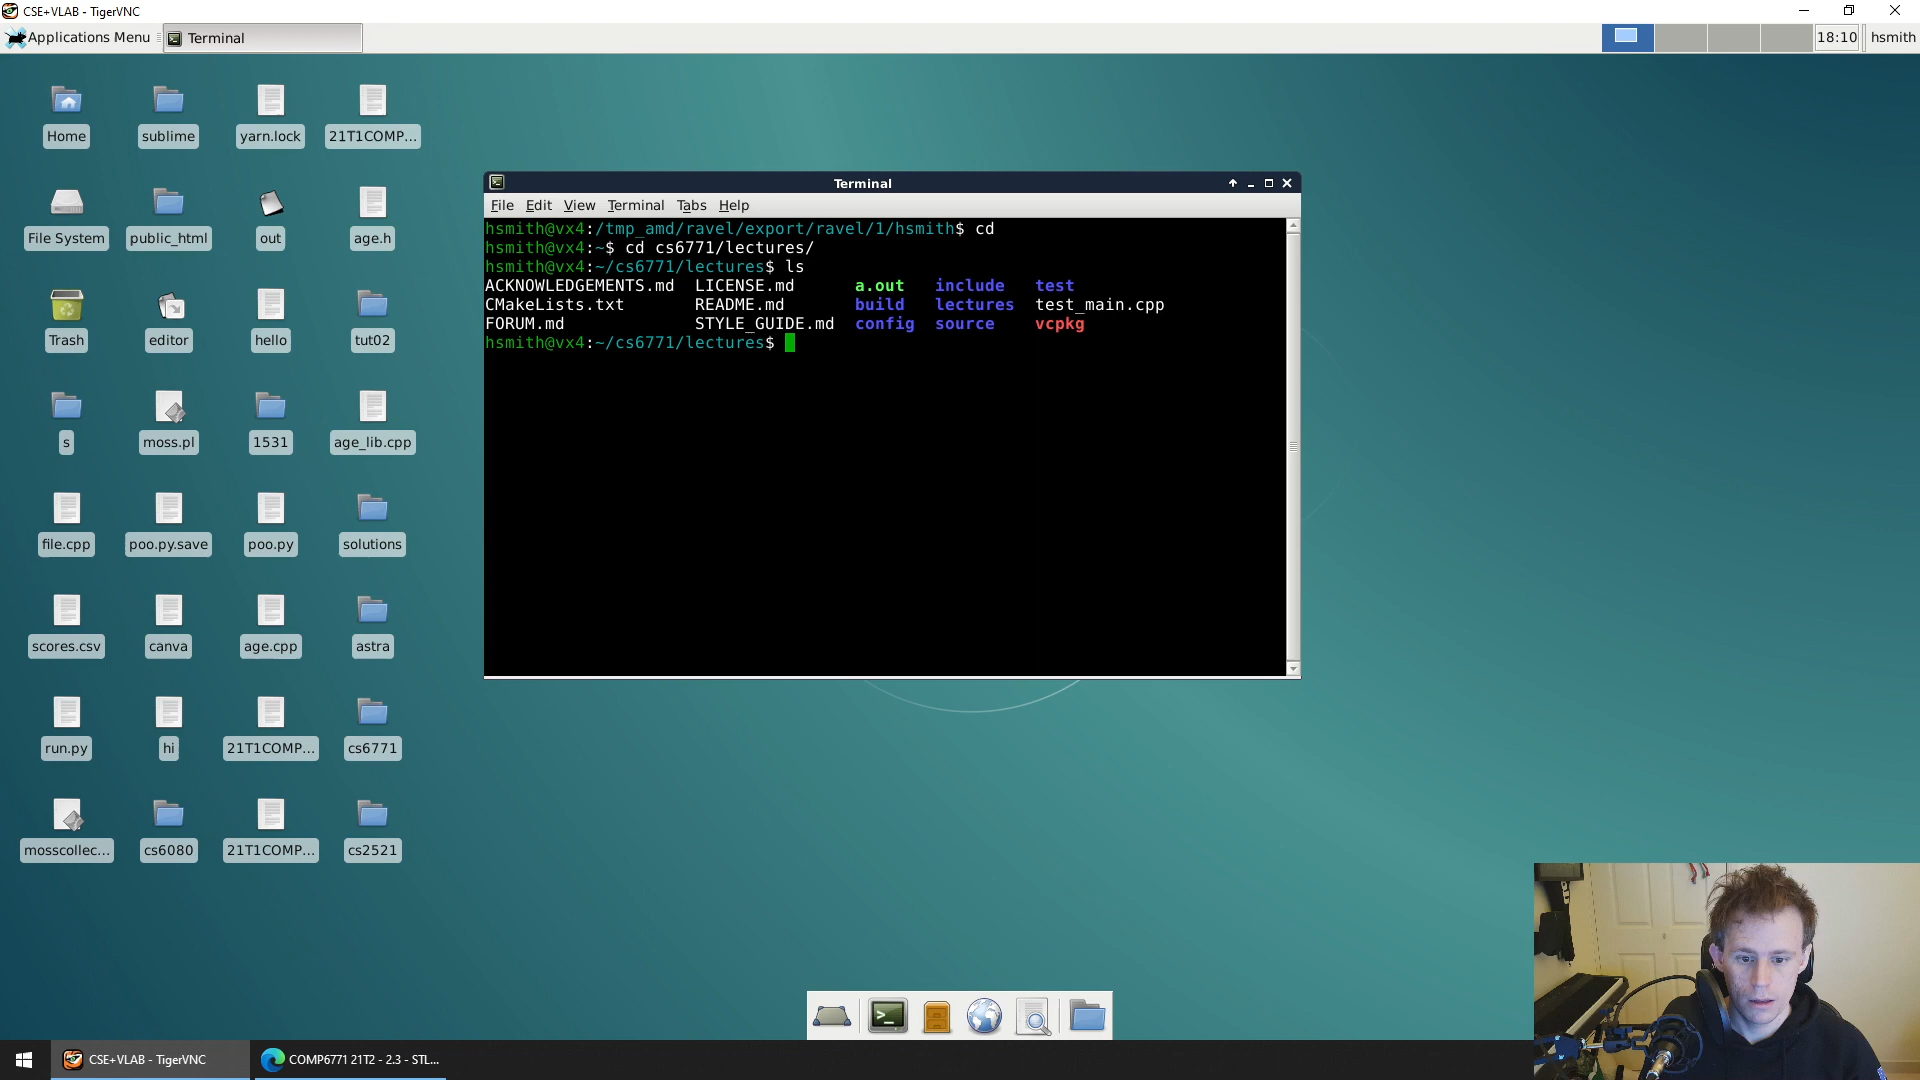 CSE+VLAB - TigerVNC
Applications Menu
Terminal
18:10
hsmith
Home
sublime
yarn.lock
21T1COMP...
File System
public_html
out
age.h
Trash
editor
hello
tut02
s
moss.pl
1531
age_lib.cpp
file.cpp
poo.py.save
poo.py
solutions
scores.csv
canva
age.cpp
astra
run.py
hi
21T1COMP...
cs6771
mosscollec...
cs6080
21T1COMP...
cs2521
Terminal
File Edit View Terminal Tabs Help
hsmith@vx4:/tmp_amd/ravel/export/ravel/1/hsmith$ cd
hsmith@vx4:~$ cd cs6771/lectures/
hsmith@vx4:~/cs6771/lectures$ ls
ACKNOWLEDGEMENTS.md LICENSE.md a.out include test
CMakeLists.txt README.md build lectures test_main.cpp
FORUM.md STYLE_GUIDE.md config source vcpkg
hsmith@vx4:~/cs6771/lectures$
CSE+VLAB - TigerVNC
COMP6771 21T2 - 2.3 - STL...